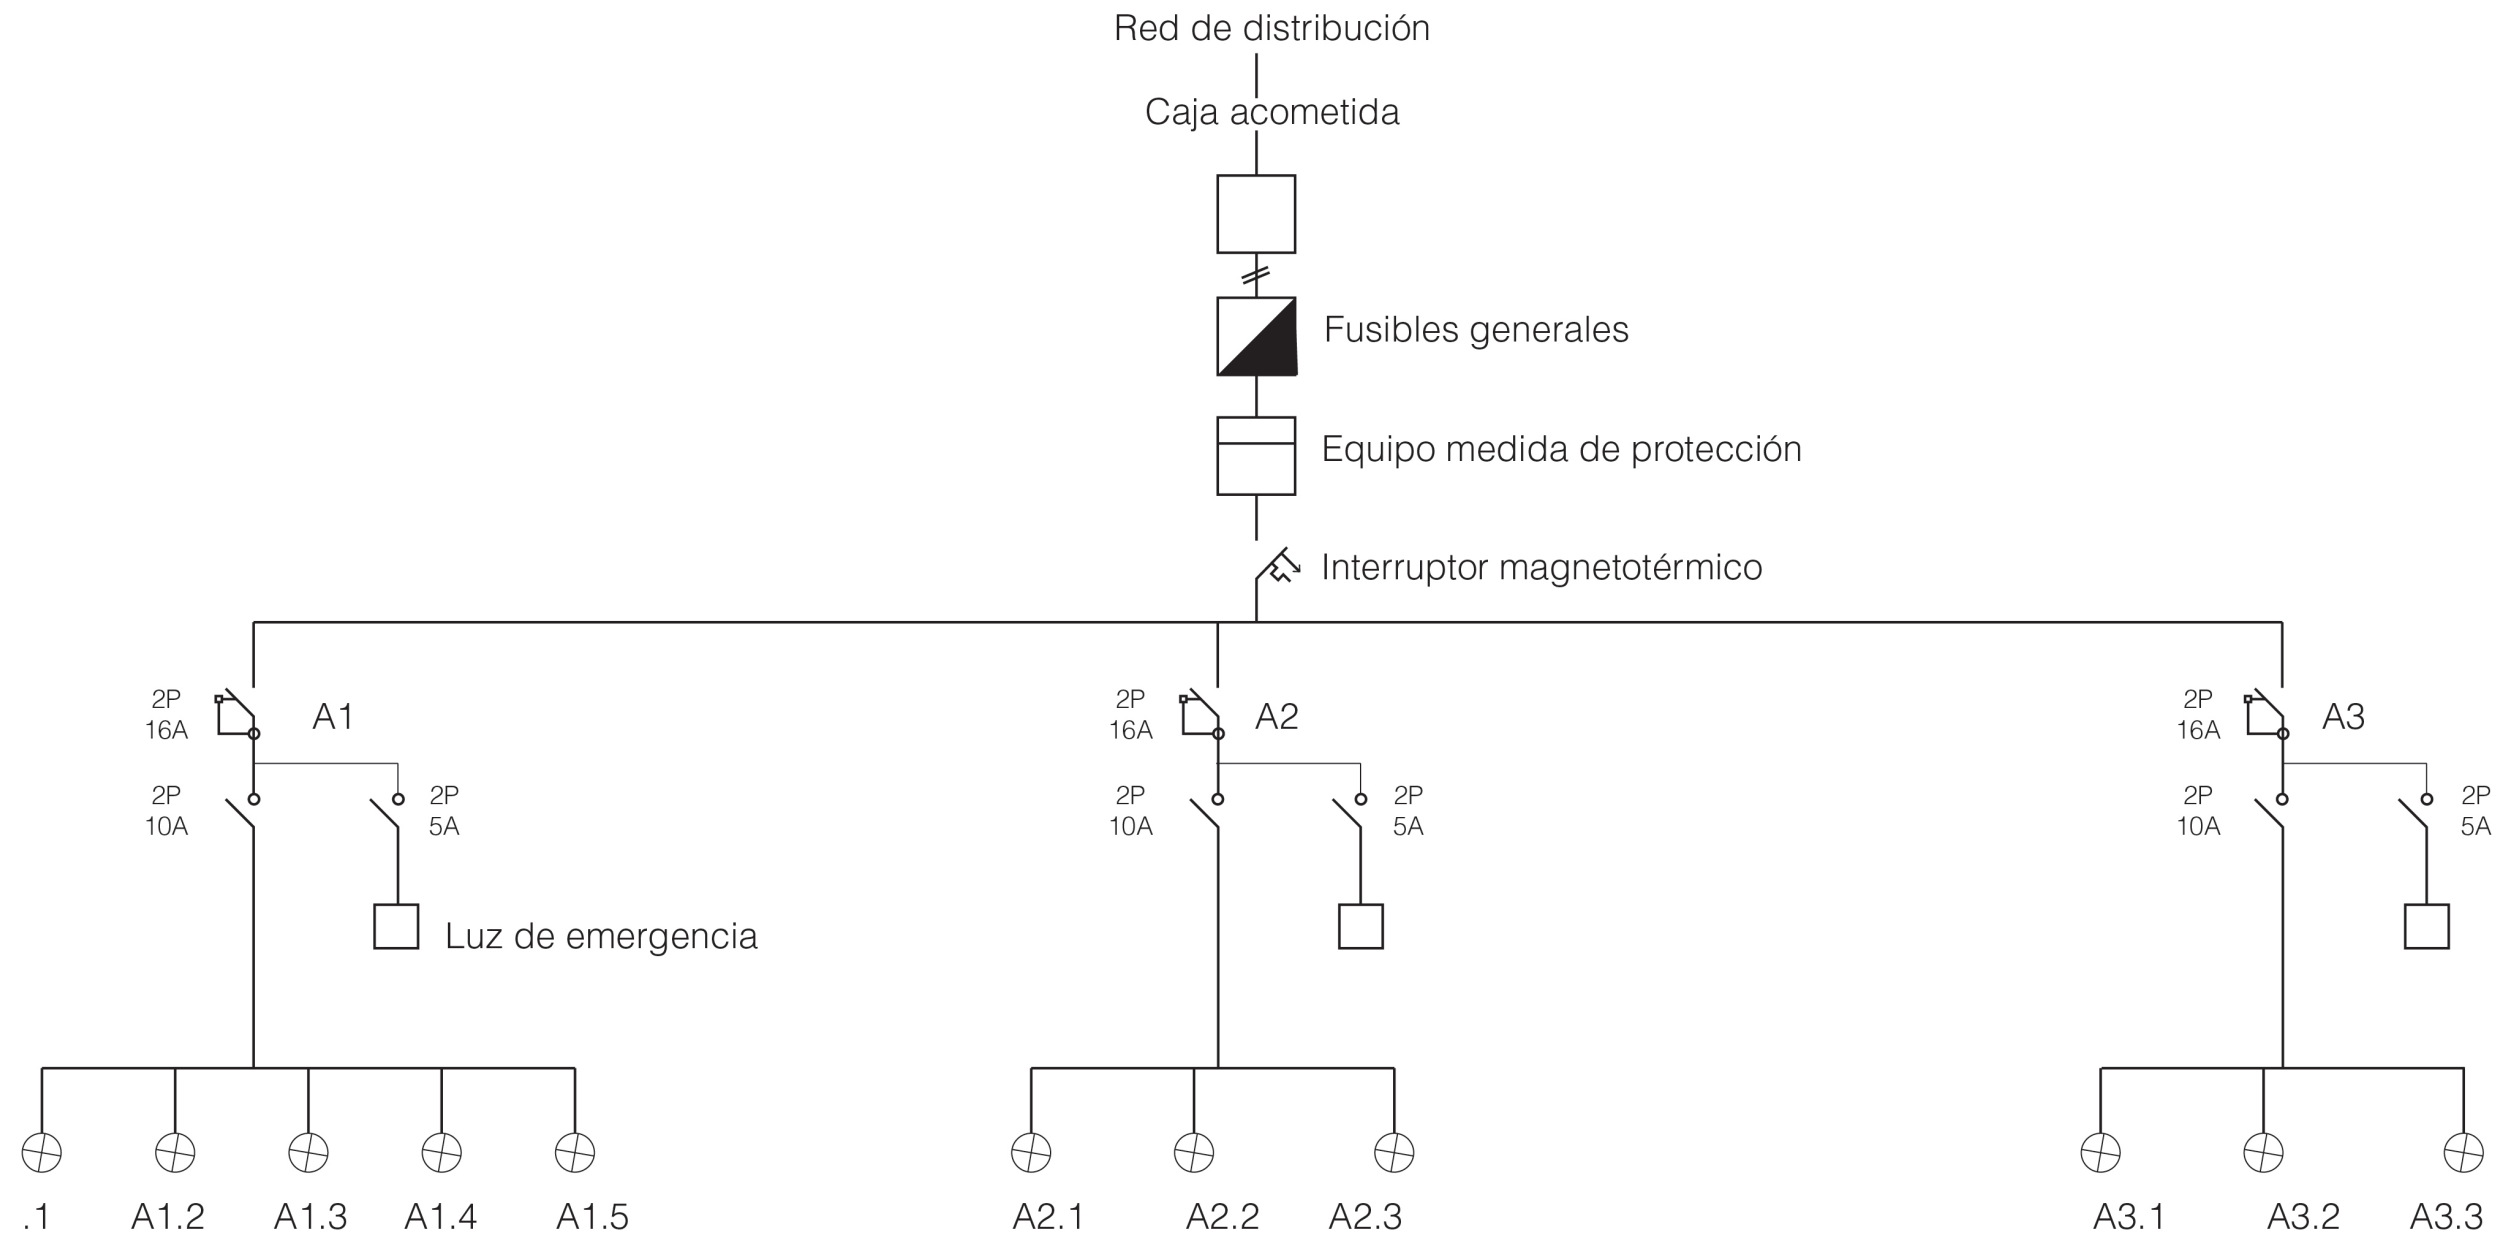 Red de distribución
Caja acometida
Fusibles generales
Equipo medida de protección
Interruptor magnetotérmico
2P
16A
A1
2P
16A
A2
2P
16A
A3
2P
10A
2P
5A
2P
10A
2P
5A
2P
10A
2P
5A
Luz de emergencia
.1
A1.2
A1.3
A1.4
A1.5
A2.1
A2.2
A2.3
A3.1
A3.2
A3.3